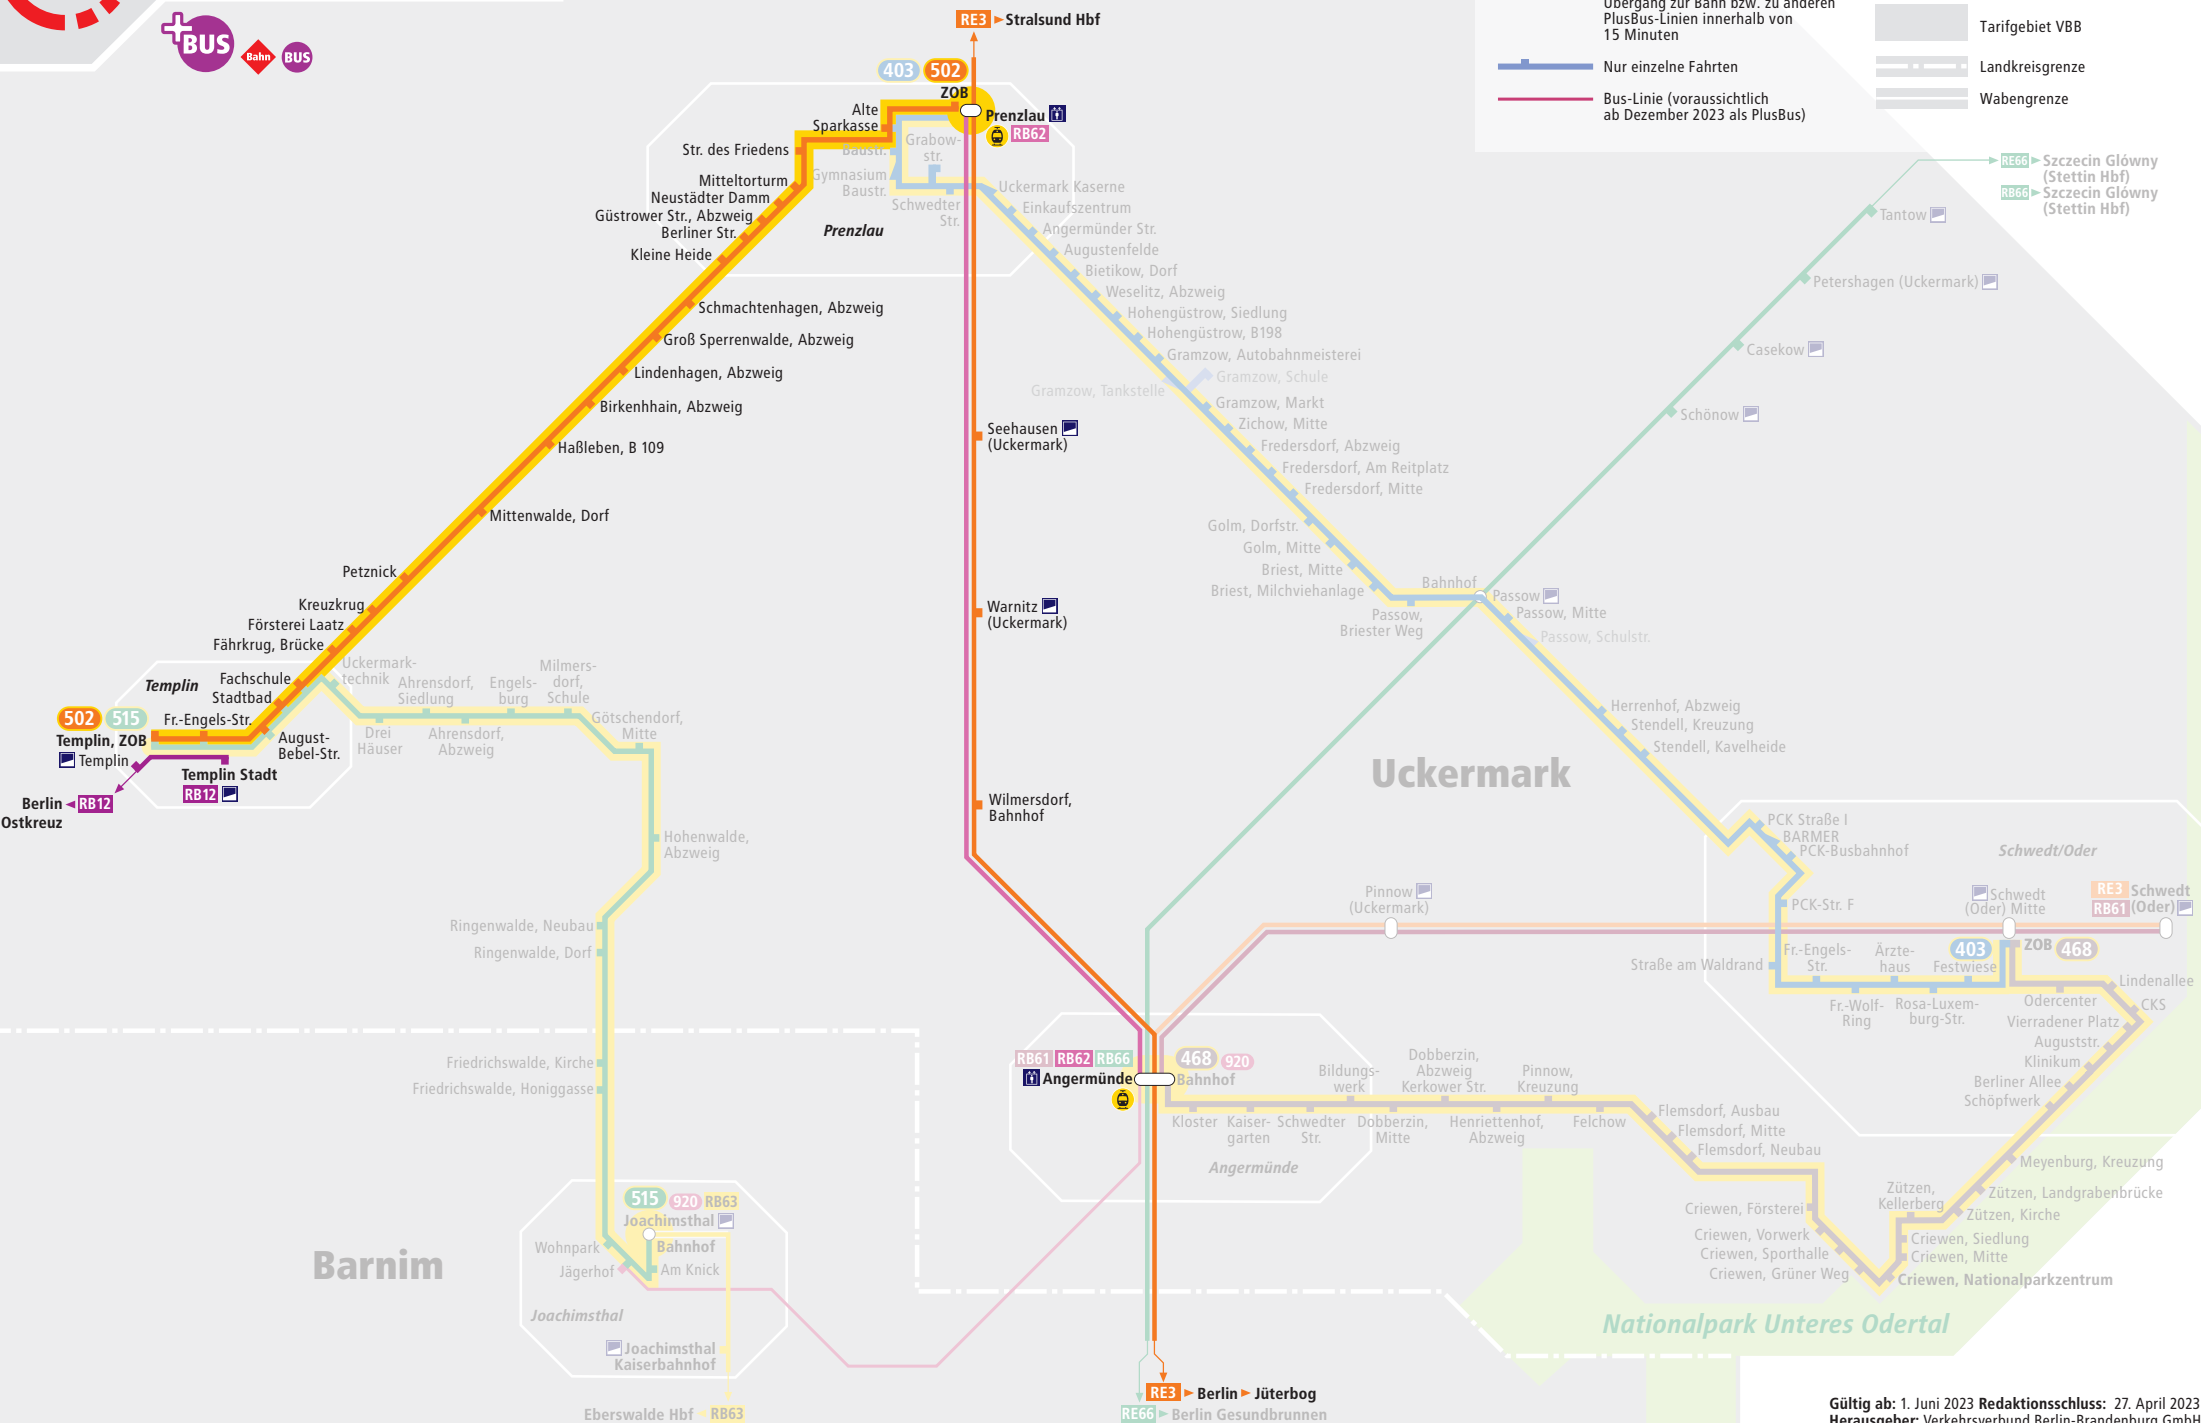 BUS
Bahn
BUS
RE3 Stralsund Hbf
Übergang zur Bahn bzw. zu anderen
PlusBus-Linien innerhalb von
15 Minuten
Nur einzelne Fahrten
Bus-Linie (voraussichtlich
ab Dezember 2023 als PlusBus)
Tarifgebiet VBB
Landkreisgrenze
Wabengrenze
403 502
ZOB
Prenzlau
RB62
Alte
Sparkasse
Str. des Friedens
Baustr.
Gymnasium
Baustr.
Grabow-
str.
Schwedter
Str.
Mitteltorturm
Neustädter Damm
Güstrower Str., Abzweig
Berliner Str.
Kleine Heide
Prenzlau
Schmachtenhagen, Abzweig
Groß Sperrenwalde, Abzweig
Lindenhagen, Abzweig
Birkenhhain, Abzweig
Haßleben, B 109
Mittenwalde, Dorf
Petznick
Kreuzkrug
Försterei Laatz
Fährkrug, Brücke
Fachschule
Stadtbad
Fr.-Engels-Str.
August-
Bebel-Str.
Templin
502 515
Templin, ZOB
Templin
Templin Stadt
RB12
Berlin RB12
Ostkreuz
Uckermark Kaserne
Einkaufszentrum
Angermünder Str.
Augustenfelde
Bietikow, Dorf
Weselitz, Abzweig
Hohengüstrow, Siedlung
Hohengüstrow, B198
Gramzow, Autobahnmeisterei
Gramzow, Schule
Gramzow, Tankstelle
Gramzow, Markt
Zichow, Mitte
Fredersdorf, Abzweig
Fredersdorf, Am Reitplatz
Fredersdorf, Mitte
Golm, Dorfstr.
Golm, Mitte
Briest, Mitte
Briest, Milchviehanlage
Passow,
Briester Weg
Bahnhof
Passow
Passow, Mitte
Passow, Schulstr.
Herrenhof, Abzweig
Stendell, Kreuzung
Stendell, Kavelheide
RE66 Szczecin Glówny
(Stettin Hbf)
RB66 Szczecin Glówny
(Stettin Hbf)
Tantow
Petershagen (Uckermark)
Casekow
Schönow
Seehausen
(Uckermark)
Warnitz
(Uckermark)
Wilmersdorf,
Bahnhof
Uckermark
Uckermark-
technik
Drei
Häuser
Ahrensdorf,
Siedlung
Ahrensdorf,
Abzweig
Engels-
burg
Milmers-
dorf,
Schule
Götschendorf,
Mitte
Hohenwalde,
Abzweig
Ringenwalde, Neubau
Ringenwalde, Dorf
Friedrichswalde, Kirche
Friedrichswalde, Honiggasse
515 920 RB63
Joachimsthal
Bahnhof
Wohnpark
Jägerhof
Am Knick
Joachimsthal
Joachimsthal
Kaiserbahnhof
Eberswalde Hbf RB63
Barnim
PCK Straße I
BARMER
PCK-Busbahnhof
Schwedt/Oder
PCK-Str. F
Straße am Waldrand
Fr.-Engels-
Str.
Fr.-Wolf-
Ring
Ärzte-
haus
Rosa-Luxem-
burg-Str.
403
Festwiese
Schwedt
(Oder) Mitte
ZOB 468
RE3 Schwedt
RB61 (Oder)
Pinnow
(Uckermark)
Lindenallee
Odercenter
CKS
Vierradener Platz
Auguststr.
Klinikum
Berliner Allee
Schöpfwerk
Meyenburg, Kreuzung
Zützen, Landgrabenbrücke
Zützen, Kirche
Zützen,
Kellerberg
Criewen, Siedlung
Criewen, Mitte
Criewen, Nationalparkzentrum
Criewen, Försterei
Criewen, Vorwerk
Criewen, Sporthalle
Criewen, Grüner Weg
RB61 RB62 RB66
Angermünde
468 920
Bahnhof
Kloster
Kaiser-
garten
Schwedter
Str.
Bildungs-
werk
Dobberzin,
Mitte
Dobberzin,
Abzweig
Kerkower Str.
Henriettenhof,
Abzweig
Pinnow,
Kreuzung
Felchow
Flemsdorf, Ausbau
Flemsdorf, Mitte
Flemsdorf, Neubau
Angermünde
Nationalpark Unteres Odertal
RE3 Berlin Jüterbog
RE66 Berlin Gesundbrunnen
Gültig ab: 1. Juni 2023 Redaktionsschluss: 27. April 2023
Herausgeber: Verkehrsverbund Berlin-Brandenburg GmbH